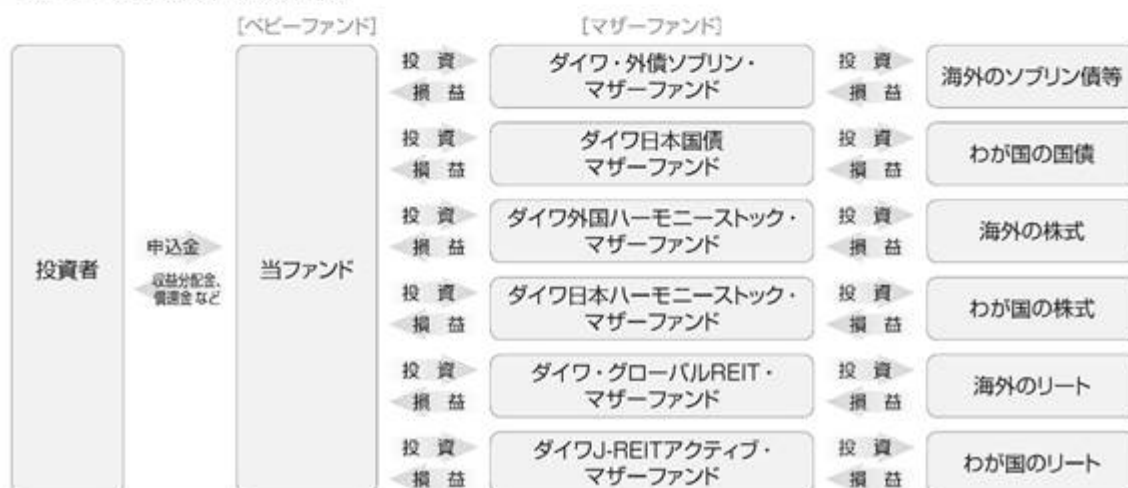 [ベビーファンド]
[マザーファンド]
投資者
申込金
収益分配金、
償還金 など
当ファンド
投 資
損 益
ダイワ・外債ソブリン・
マザーファンド
投 資
損 益
海外のソブリン債等
投 資
損 益
ダイワ日本国債
マザーファンド
投 資
損 益
わが国の国債
投 資
損 益
ダイワ外国ハーモニーストック・
マザーファンド
投 資
損 益
海外の株式
投 資
損 益
ダイワ日本ハーモニーストック・
マザーファンド
投 資
損 益
わが国の株式
投 資
損 益
ダイワ・グローバルREIT・
マザーファンド
投 資
損 益
海外のリート
投 資
損 益
ダイワJ-REITアクティブ・
マザーファンド
投 資
損 益
わが国のリート